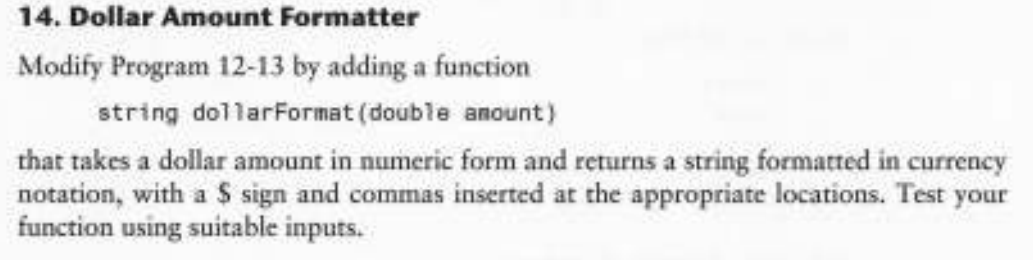 14. Dollar Amount Formatter
Modify Program 12-13 by adding a function
string dollarFormat(double amount)
that takes a dollar amount in numeric form and returns a string formatted in currency
notation, with a $ sign and commas inserted at the appropriate locations. Test your
function using suitable inputs.